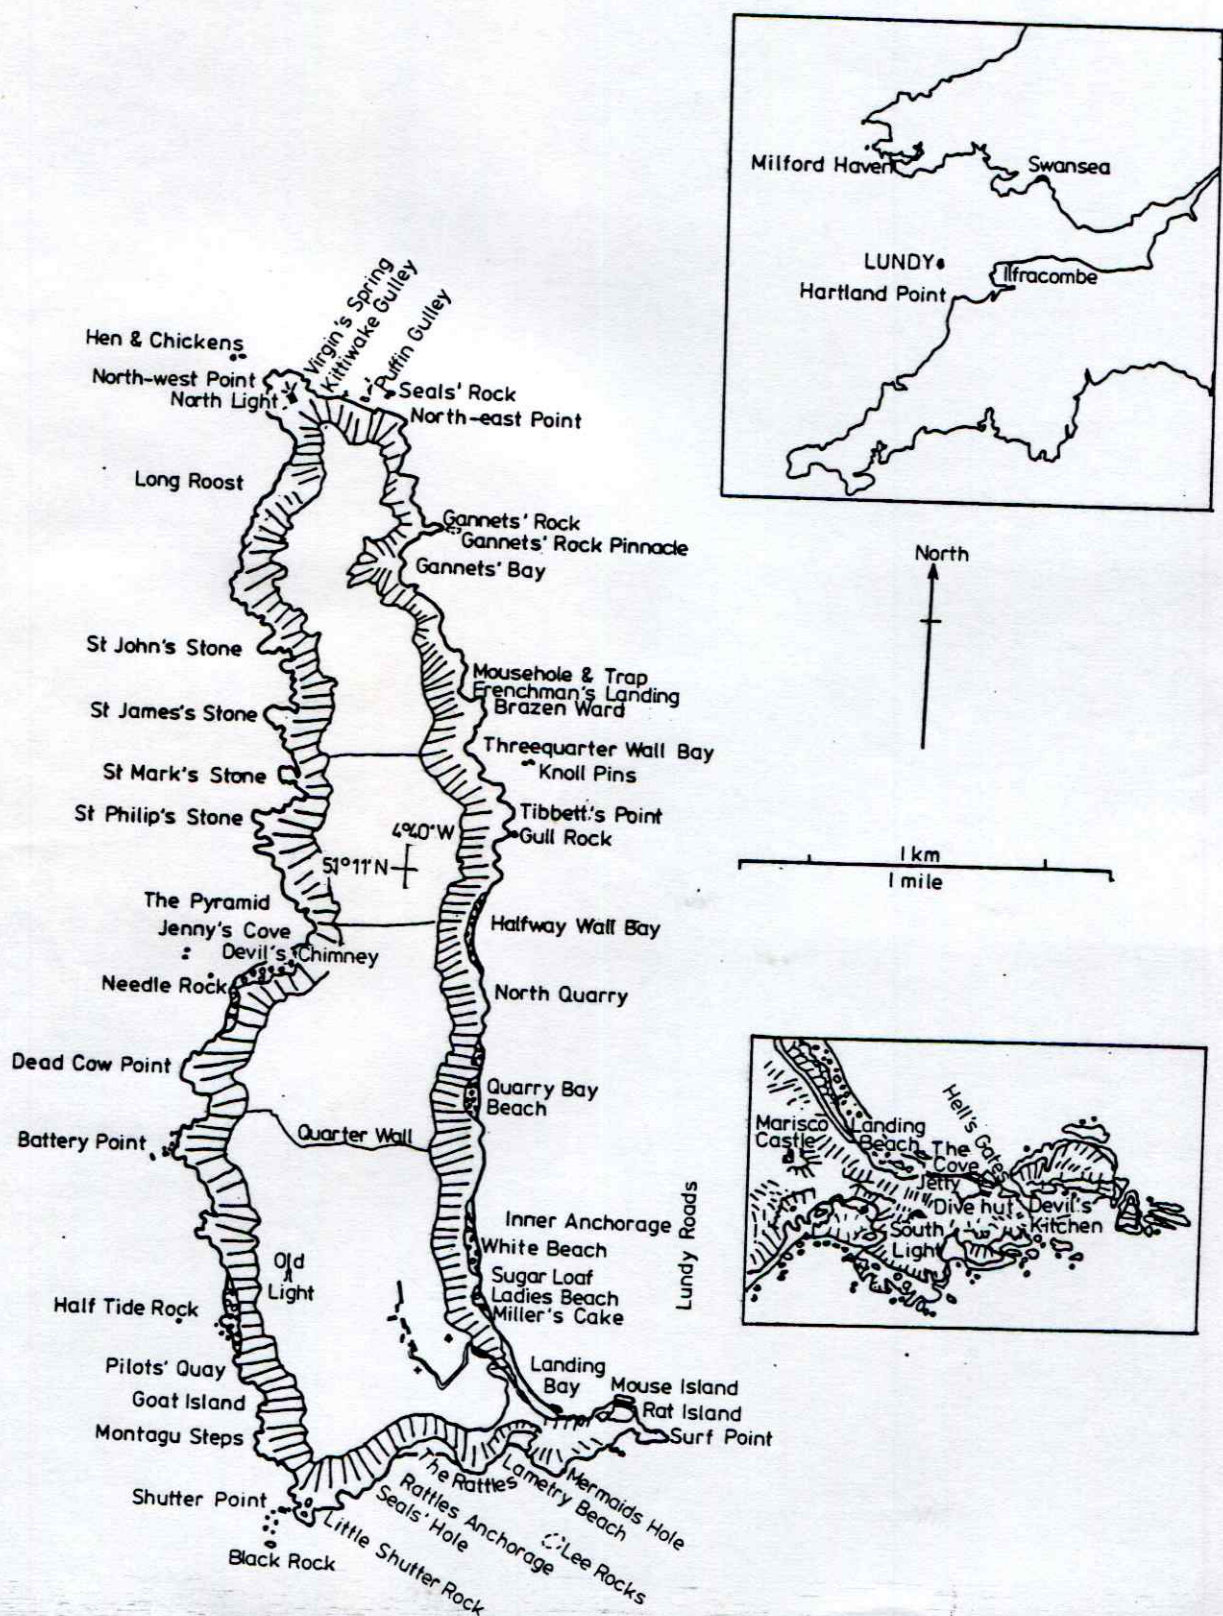 Milford Haven
Swansea
LUNDY
Ilfracombe
Hartland Point
Virgin's Spring
Kittiwake Gulley
Puffin Gulley
Hen & Chickens
North-west Point
North Light
Seals' Rock
North-east Point
Long Roost
Gannets' Rock
Gannets' Rock Pinnacle
Gannets' Bay
North
St John's Stone
Mousehole & Trap
Frenchman's Landing
Brazen Ward
St James's Stone
Threequarter Wall Bay
Knoll Pins
St Mark's Stone
St Philip's Stone
Tibbett's Point
Gull Rock
4°40'W
51°11'N
1 km
1 mile
The Pyramid
Jenny's Cove
Devil's Chimney
Needle Rock
Halfway Wall Bay
North Quarry
Dead Cow Point
Quarry Bay
Beach
Battery Point
Quarter Wall
Lundy Roads
Inner Anchorage
White Beach
Old
Light
Sugar Loaf
Ladies Beach
Miller's Cake
Half Tide Rock
Pilots' Quay
Goat Island
Montagu Steps
Landing
Bay
Mouse Island
Rat Island
Surf Point
Shutter Point
Black Rock
Little Shutter Rock
Seals' Hole
Rattles Anchorage
The Rattles
Lametry Beach
Mermaids Hole
Lee Rocks
Marisco
Castle
Landing
Beach
The
Cove
Hell's Gates
Jetty
Dive hut
Devil's
Kitchen
South
Light